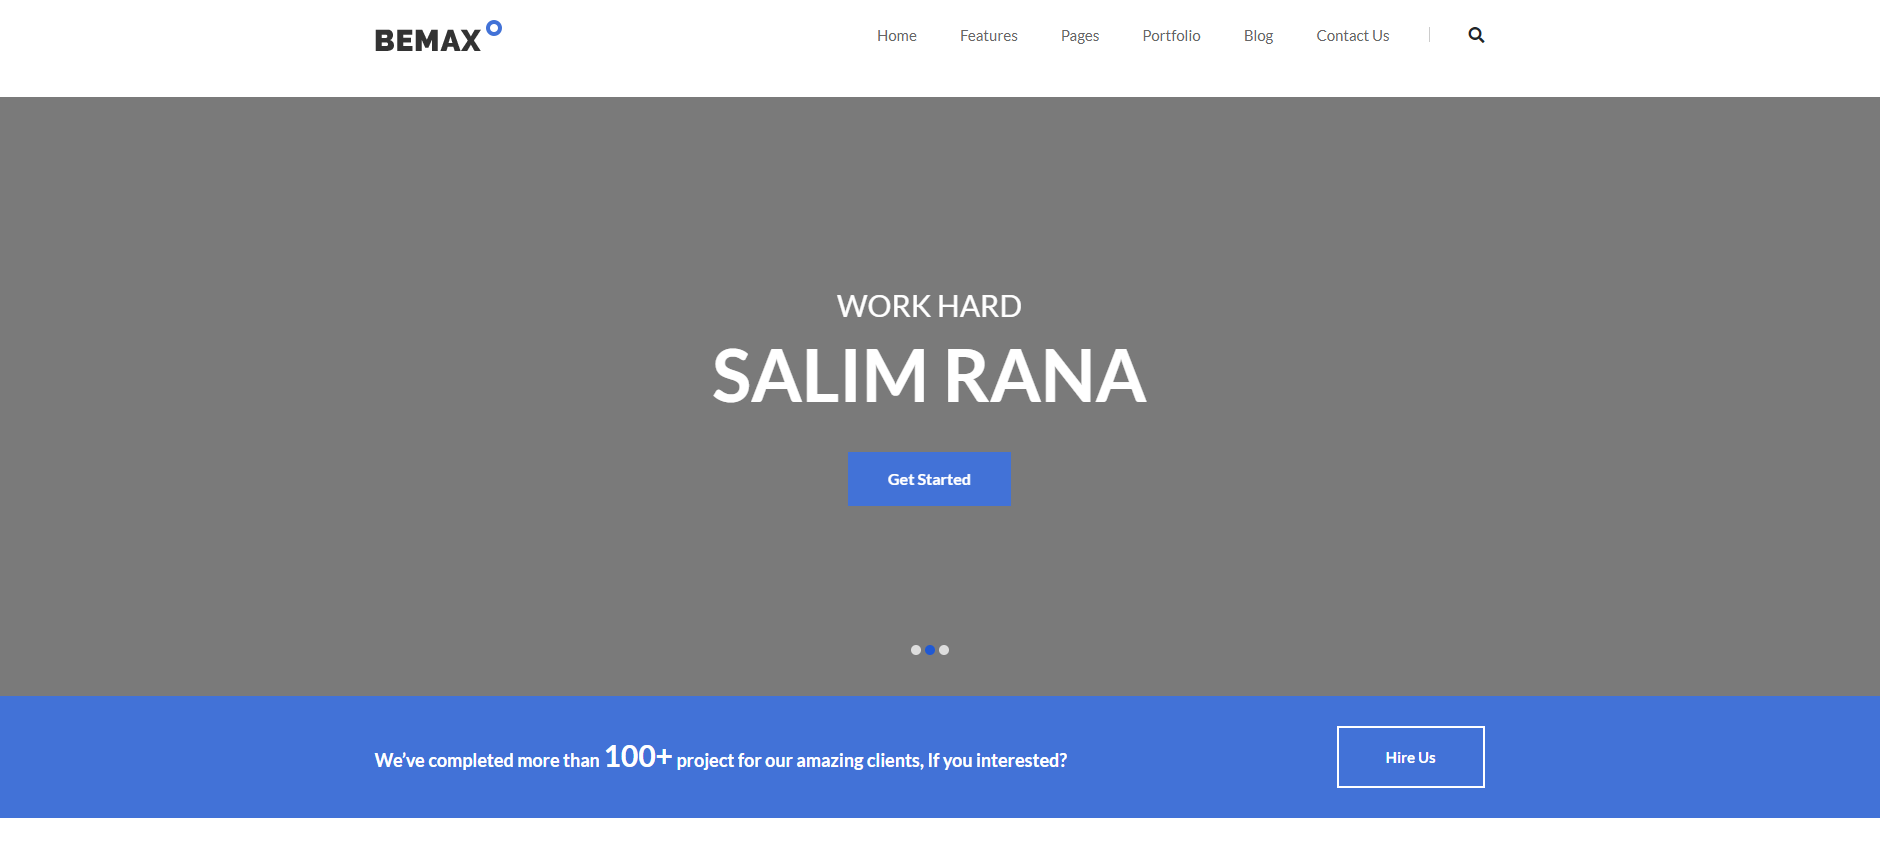 BEMAX
Home Features Pages Portfolio Blog Contact Us
WORK HARD
SALIM RANA
Get Started
We’ve completed more than 100+ project for our amazing clients, If you interested?
Hire Us